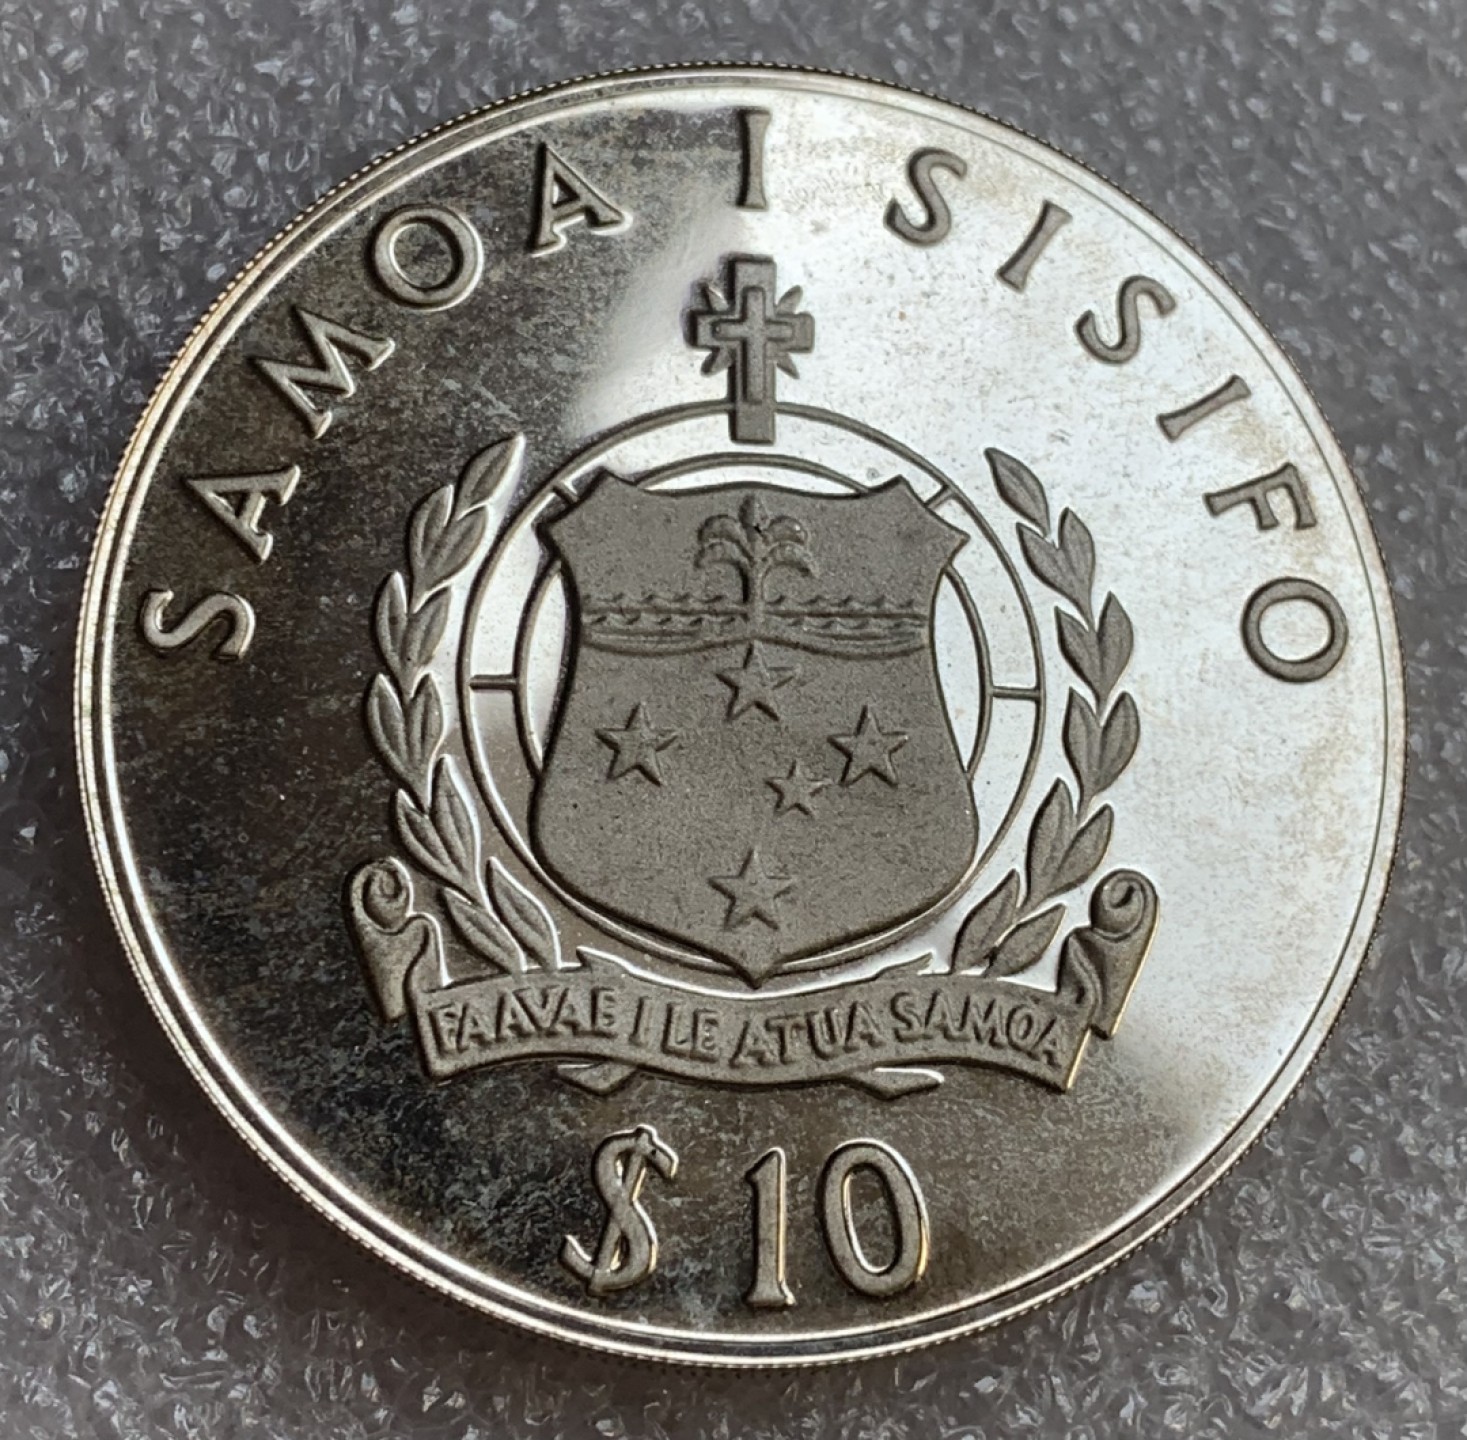 SAMOA I SISIFO
FAAVAE I LE ATUA SAMOA
$10